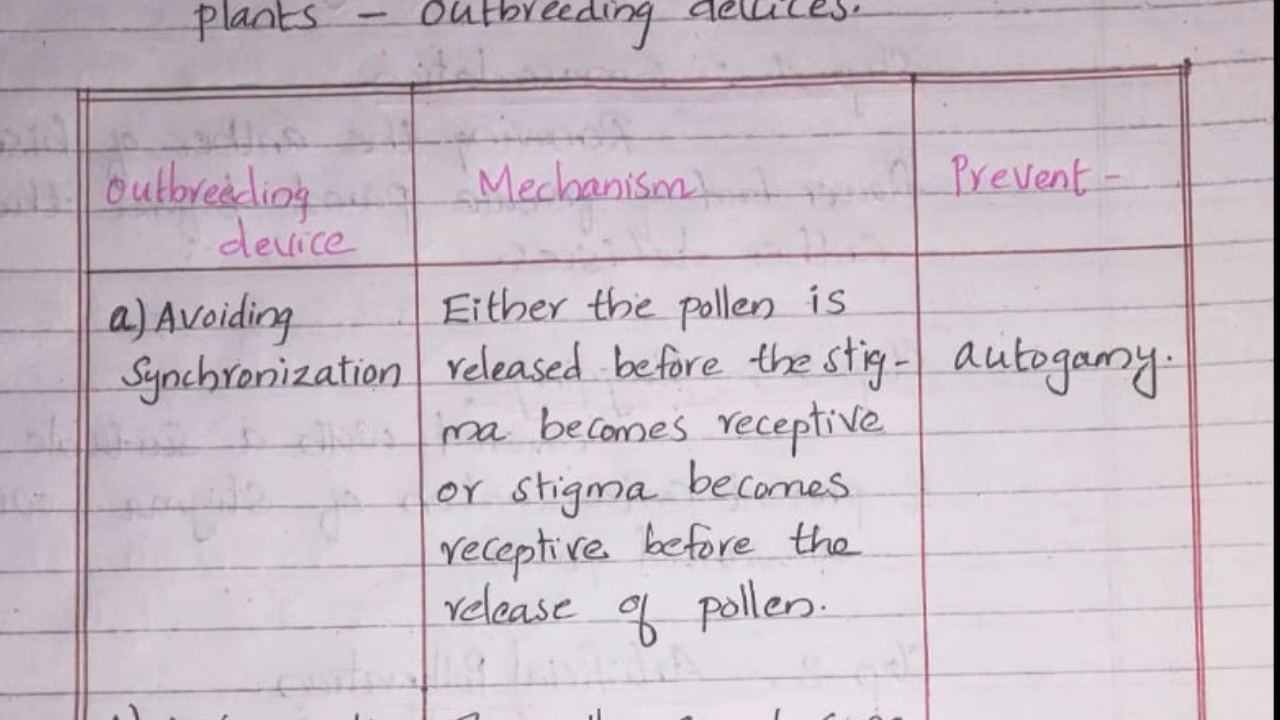 plants - Outbreeding devices.
Outbreeding device
Mechanism
Prevent -
a) Avoiding Synchronization
Either the pollen is
released before the stig-
ma becomes receptive
or stigma becomes
receptive before the
release of pollen.
autogamy.